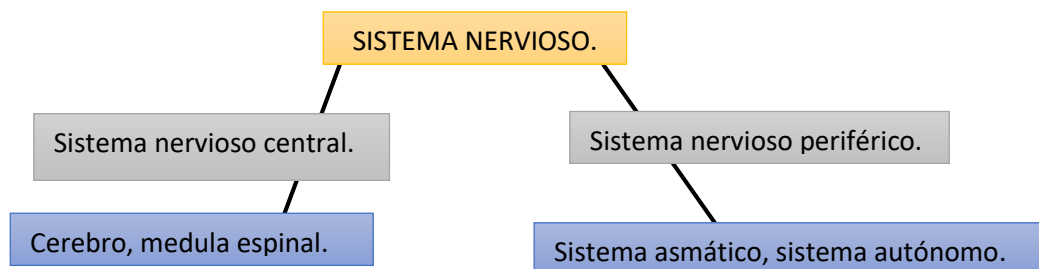 SISTEMA NERVIOSO.
Sistema nervioso central.
Sistema nervioso periférico.
Cerebro, medula espinal.
Sistema asmático, sistema autónomo.